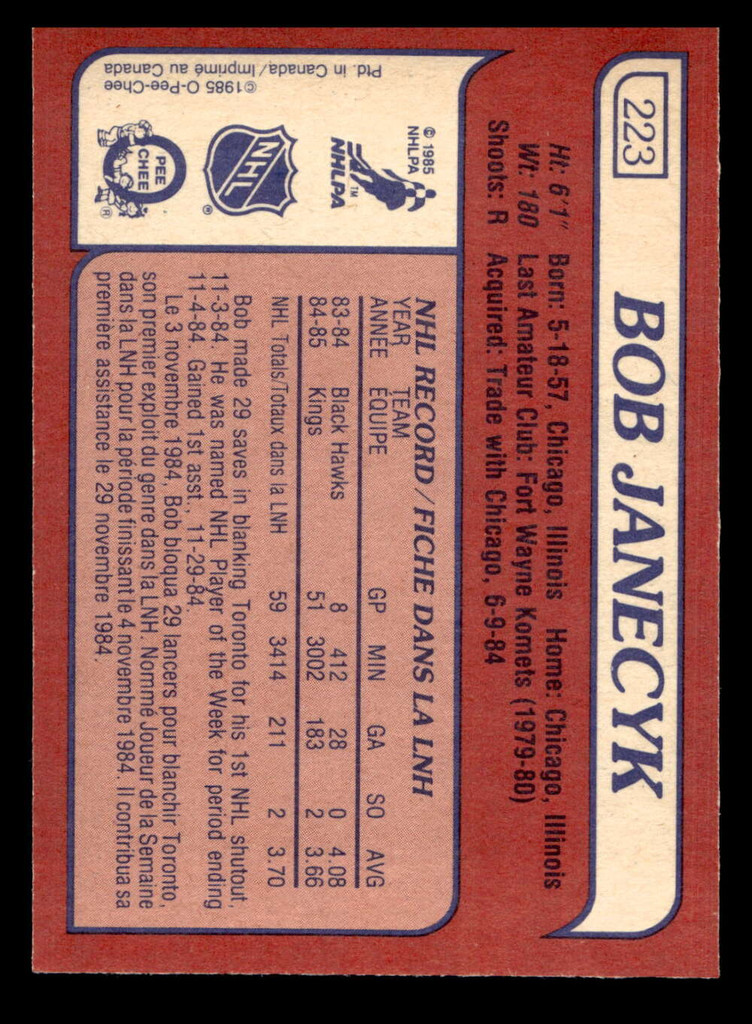 223
BOB JANECYK
Ht: 6'1" Born: 5-18-57, Chicago, Illinois Home: Chicago, Illinois
Wt: 180 Last Amateur Club: Fort Wayne Komets (1979-80)
Shoots: R Acquired: Trade with Chicago, 6-9-84
© 1985
NHLPA
NHLPA
TM
NHL
®
O
PEE
CHEE
®
©1985 O-Pee-Chee
Ptd. in Canada/Imprimé au Canada
NHL RECORD/FICHE DANS LA LNH
YEAR TEAM
ANNÉE ÉQUIPE GP MIN GA SO AVG
83-84 Black Hawks 8 412 28 0 4.08
84-85 Kings 51 3002 183 2 3.66
NHL Totals/Totaux dans la LNH 59 3414 211 2 3.70
Bob made 29 saves in blanking Toronto for his 1st NHL shutout,
11-3-84. He was named NHL Player of the Week for period ending
11-4-84. Gained 1st asst., 11-29-84.
Le 3 novembre 1984, Bob bloqua 29 lancers pour blanchir Toronto,
son premier exploit du genre dans la LNH. Nommé Joueur de la Semaine
dans la LNH pour la période finissant le 4 novembre 1984. Il contribua sa
première assistance le 29 novembre 1984.